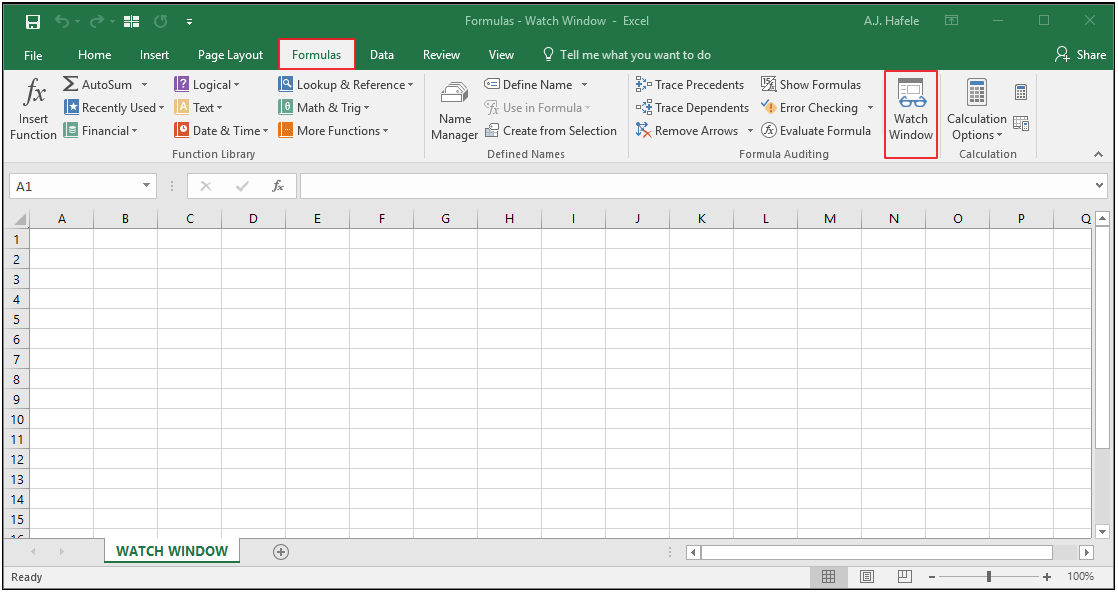 Formulas - Watch Window - Excel
A.J. Hafele
File Home Insert Page Layout Formulas Data Review View Tell me what you want to do Share
fx
Insert
Function
AutoSum
Recently Used
Financial
Logical
Text
Date & Time
Lookup & Reference
Math & Trig
More Functions
Function Library
Name
Manager
Define Name
Use in Formula
Create from Selection
Defined Names
Trace Precedents
Trace Dependents
Remove Arrows
Show Formulas
Error Checking
Evaluate Formula
Formula Auditing
Watch
Window
Calculation
Options
Calculation
A1
fx
A B C D E F G H I J K L M N O P Q
1
2
3
4
5
6
7
8
9
10
11
12
13
14
15
16
WATCH WINDOW
Ready
100%